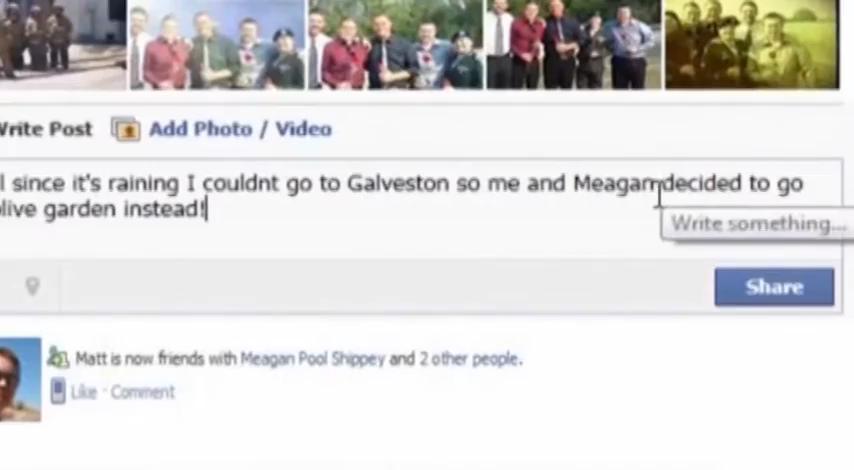 Write Post Add Photo / Video
l since it's raining I couldnt go to Galveston so me and Meagan decided to go
olive garden instead!
Write something...
Share
Matt is now friends with Meagan Pool Shippey and 2 other people.
Like · Comment